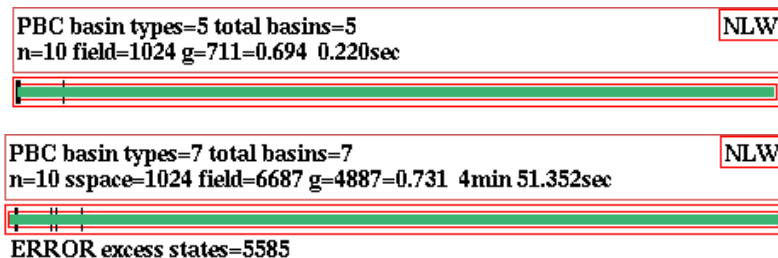 PBC basin types=5 total basins=5 NLW
n=10 field=1024 g=711=0.694 0.220sec
PBC basin types=7 total basins=7 NLW
n=10 sspace=1024 field=6687 g=4887=0.731 4min 51.352sec
ERROR excess states=5585